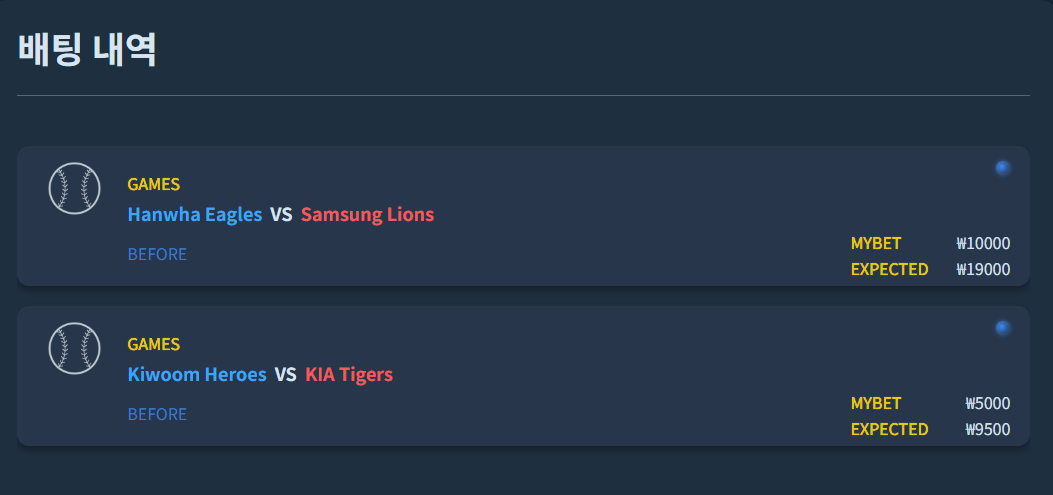 배팅 내역
GAMES
Hanwha Eagles VS Samsung Lions
BEFORE
MYBET ₩10000
EXPECTED ₩19000
GAMES
Kiwoom Heroes VS KIA Tigers
BEFORE
MYBET ₩5000
EXPECTED ₩9500